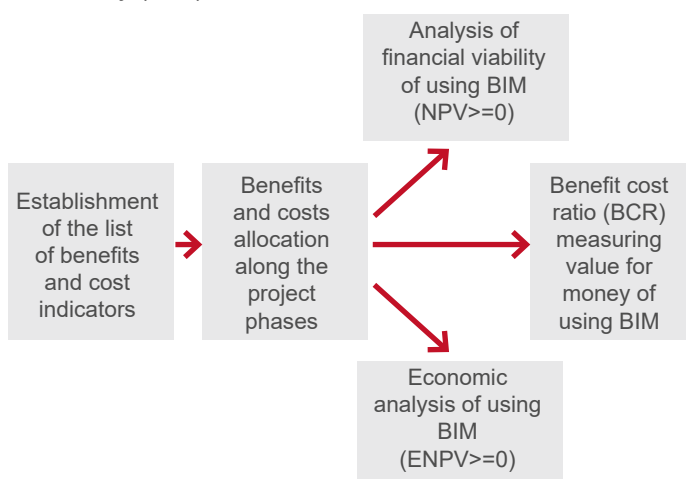 Analysis of
financial viability
of using BIM
(NPV>=0)
Establishment
of the list
of benefits
and cost
indicators
Benefits
and costs
allocation
along the
project
phases
Benefit cost
ratio (BCR)
measuring
value for
money of
using BIM
Economic
analysis of using
BIM
(ENPV>=0)